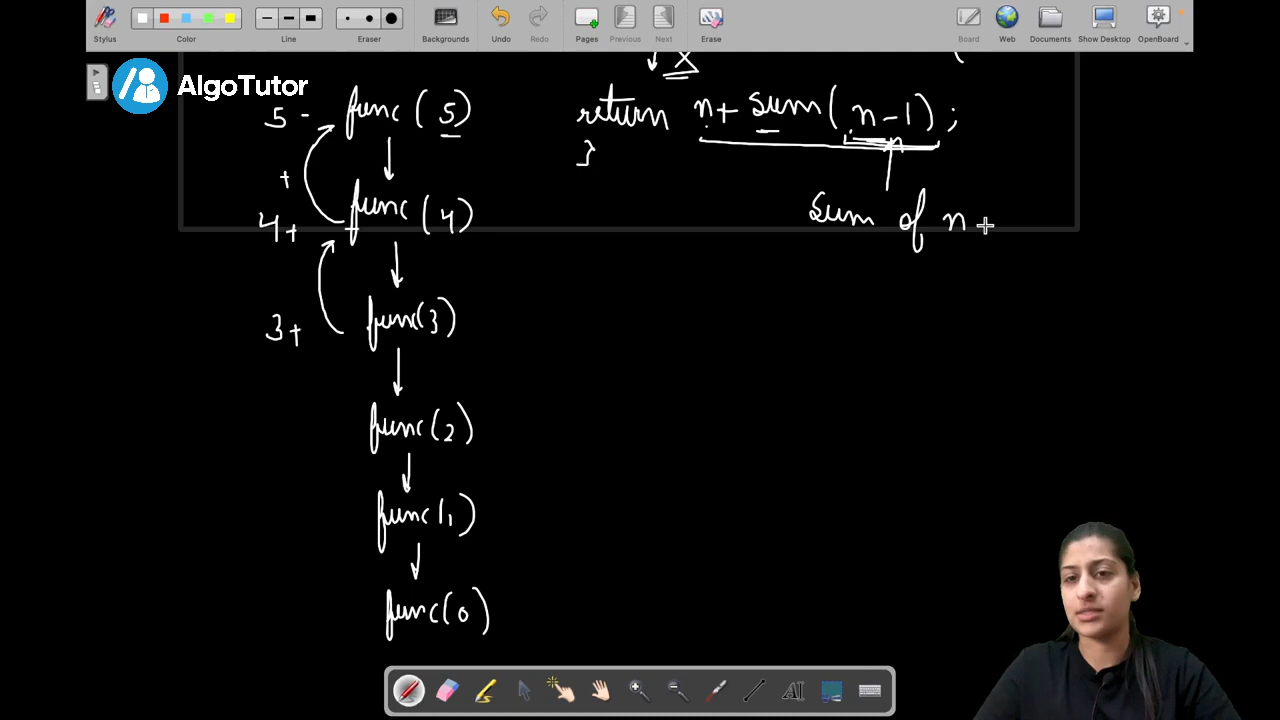 Stylus
Color
Line
Eraser
Backgrounds
Undo
Redo
Pages
Previous
Next
Erase
Board
Web
Documents
Show Desktop
OpenBoard
AlgoTutor
5 - func(5)
+
4+ func(4)
3+ func(3)
func(2)
func(1)
func(0)
x
return n+ sum(n-1);
}
n
sum of n